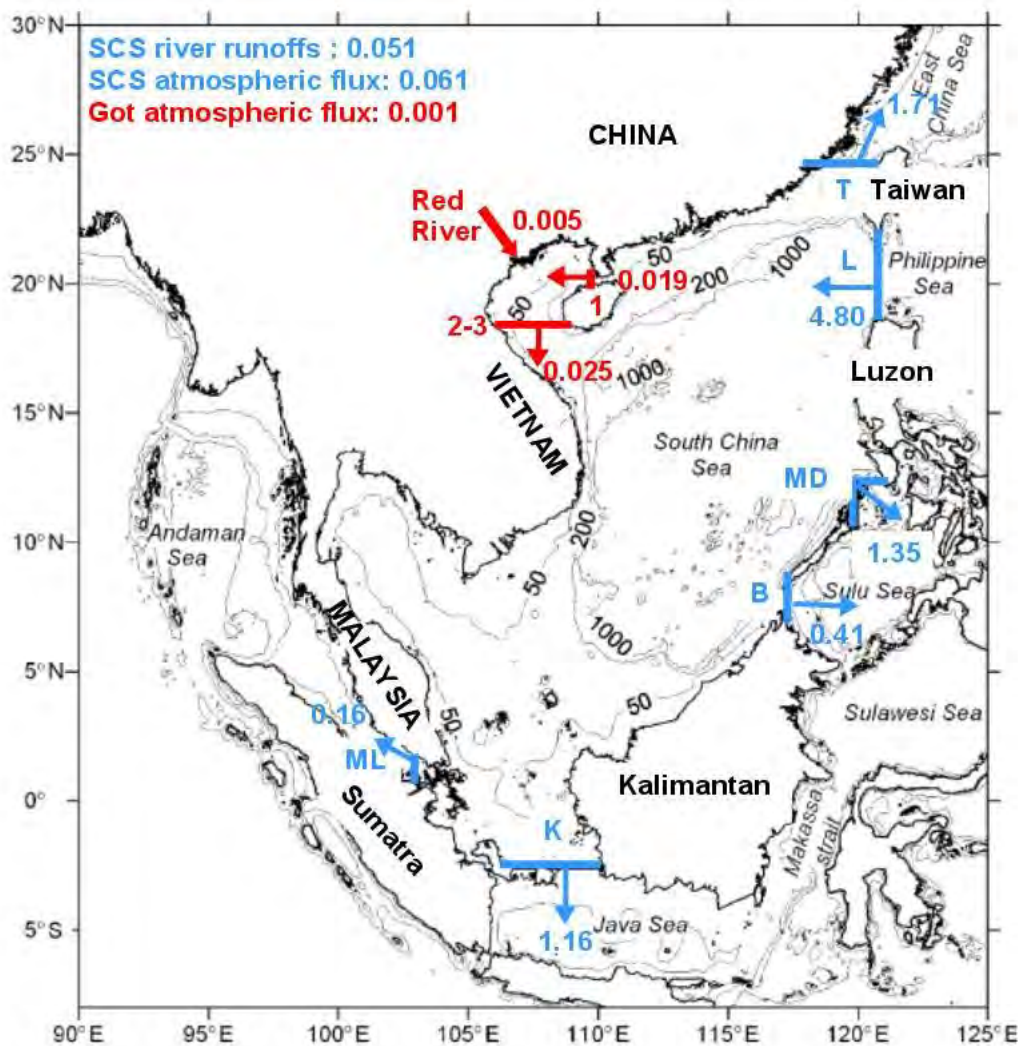 30°N
SCS river runoffs : 0.051
SCS atmospheric flux: 0.061
Got atmospheric flux: 0.001
East
China Sea
1.71
CHINA
25°N
T
Taiwan
Red
River
0.005
50
200
1000
L
Philippine
Sea
20°N
0.019
1
50
4.80
2-3
0.025
1000
Luzon
VIETNAM
15°N
South China
Sea
MD
200
Andaman
Sea
10°N
1.35
50
B
Sulu Sea
0.41
MALAYSIA
1000
5°N
50
50
0.16
Sulawesi Sea
ML
Kalimantan
0°
Sumatra
K
Makassa
strait
5°S
Java Sea
1.16
90°E
95°E
100°E
105°E
110°E
115°E
120°E
125°E